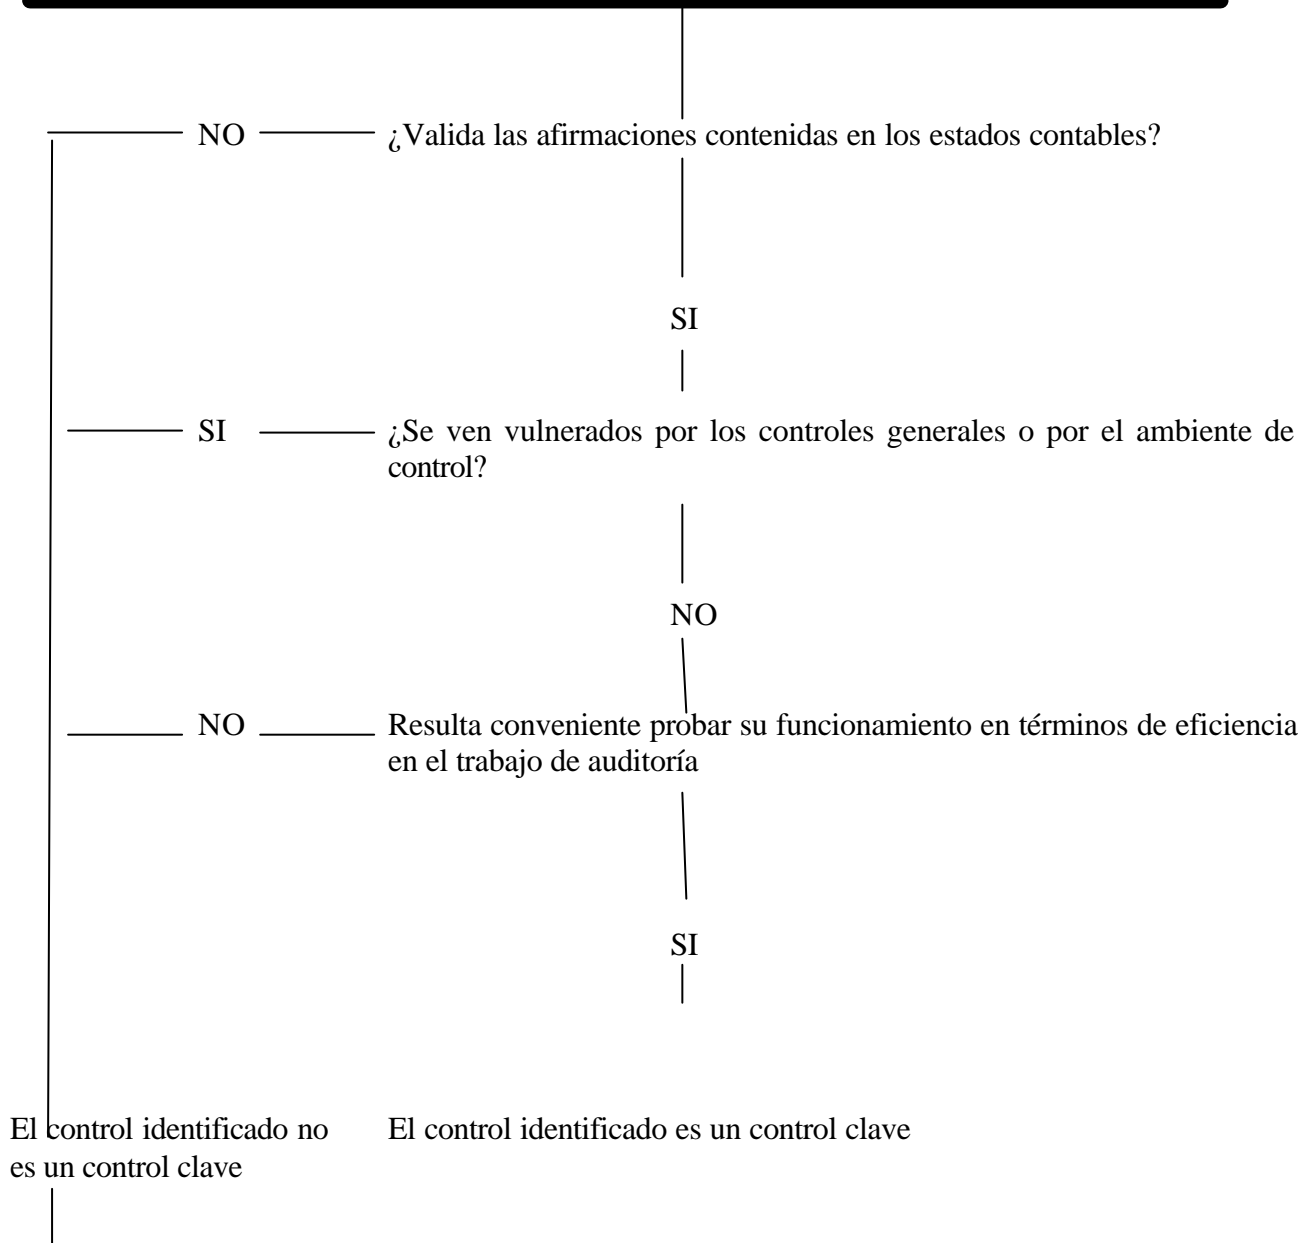 NO ¿Valida las afirmaciones contenidas en los estados contables?
SI
SI ¿Se ven vulnerados por los controles generales o por el ambiente de
control?
NO
NO Resulta conveniente probar su funcionamiento en términos de eficiencia
en el trabajo de auditoría
SI
El control identificado no
es un control clave
El control identificado es un control clave